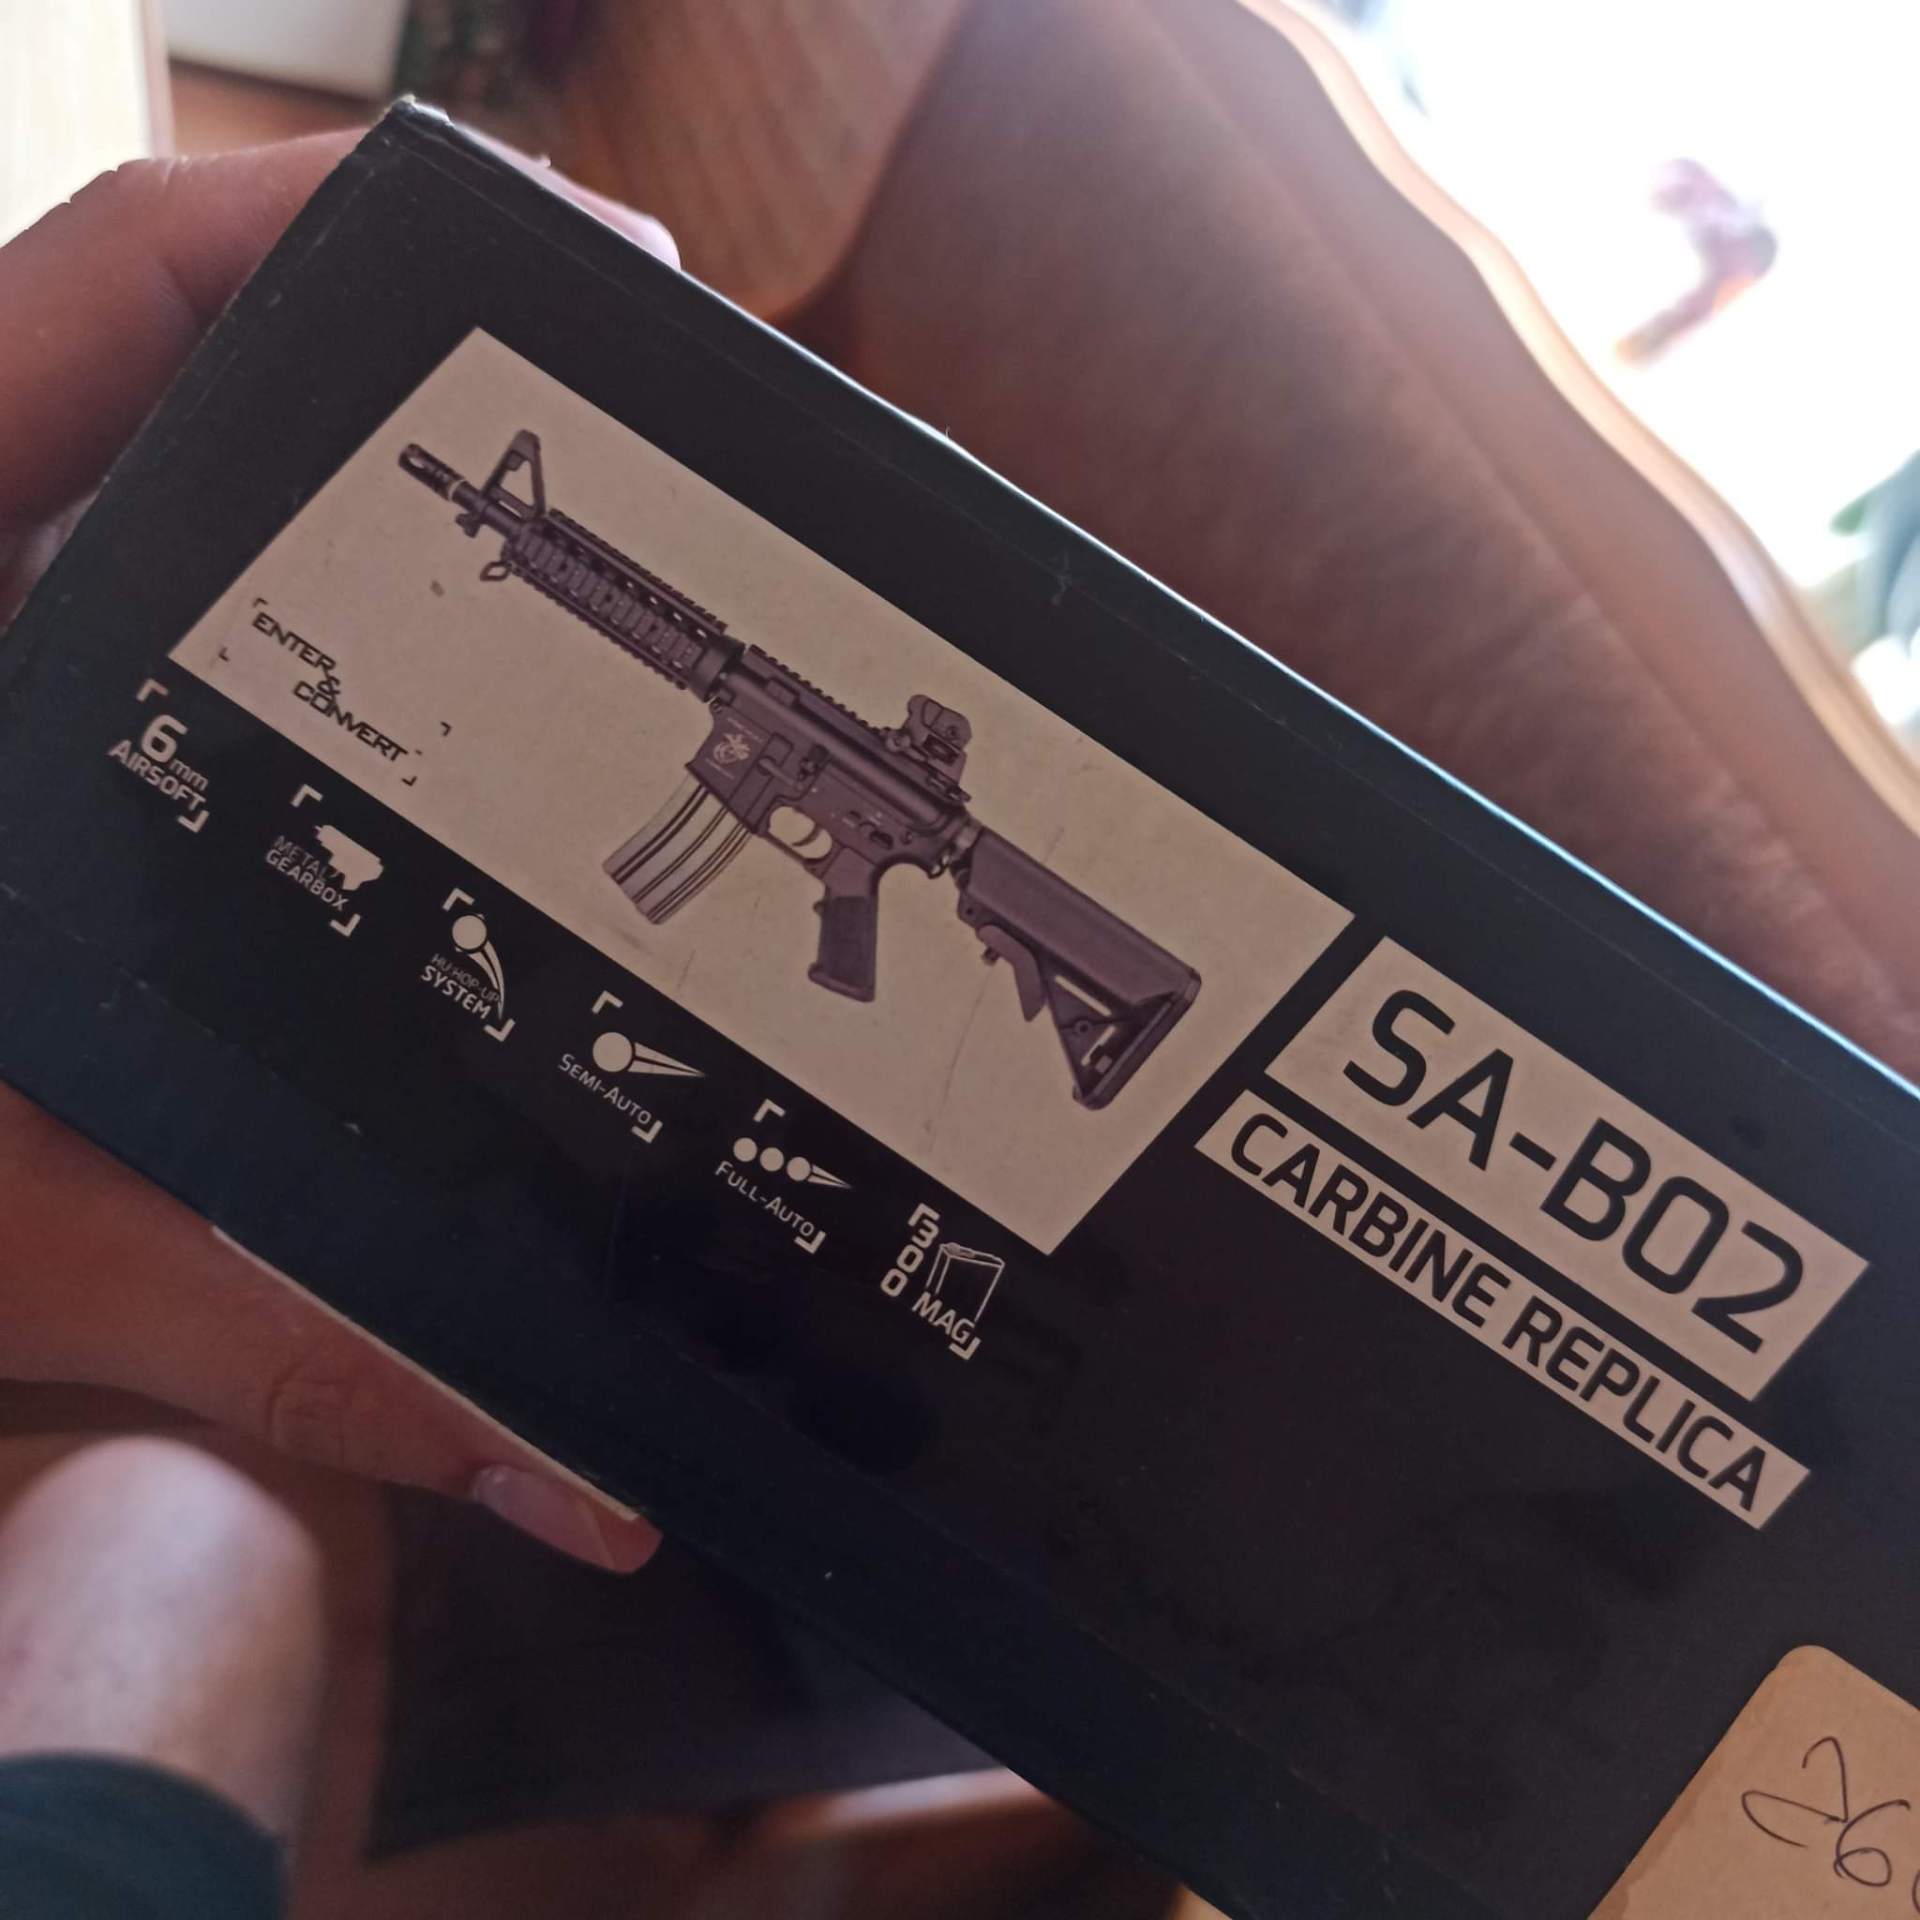 ENTER
&
CONVERT
6mm
AIRSOFT
METAL
GEARBOX
HU HOP-UP
SYSTEM
SEMI-AUTO
FULL-AUTO
300
MAG
SA-B02
CARBINE REPLICA